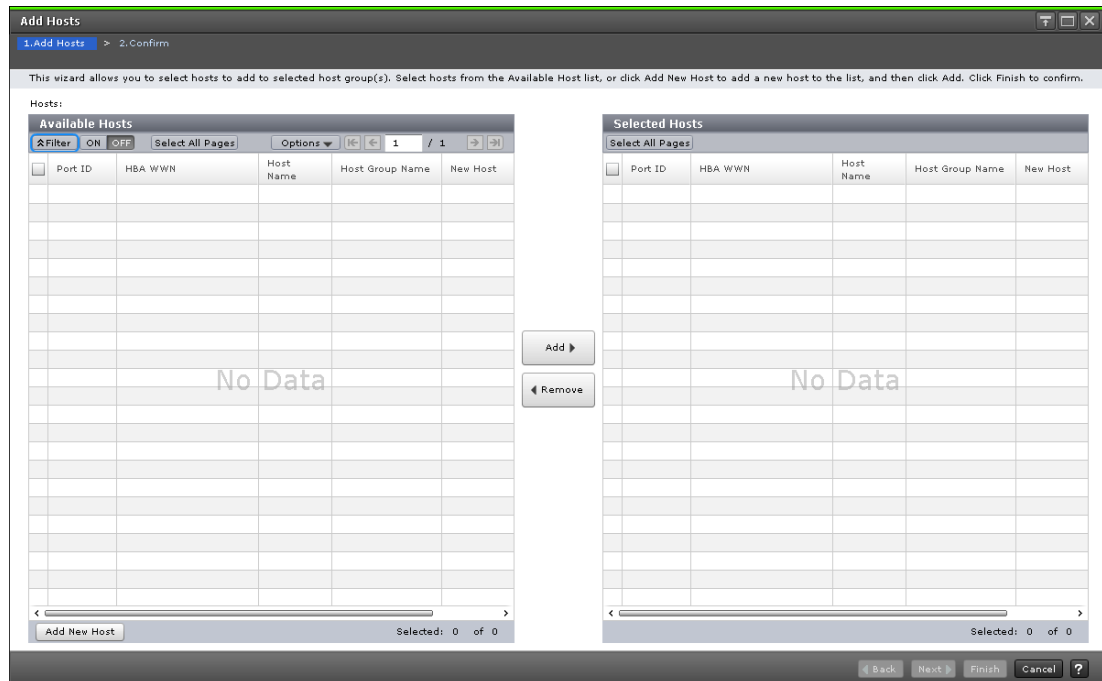 Add Hosts
1.Add Hosts > 2.Confirm
This wizard allows you to select hosts to add to selected host group(s). Select hosts from the Available Host list, or click Add New Host to add a new host to the list, and then click Add. Click Finish to confirm.
Hosts:
Available Hosts
Filter ON OFF Select All Pages Options 1 / 1
Port ID HBA WWN Host Name Host Group Name New Host
No Data
Add New Host Selected: 0 of 0
Add
Remove
Selected Hosts
Select All Pages
Port ID HBA WWN Host Name Host Group Name New Host
No Data
Selected: 0 of 0
Back Next Finish Cancel ?